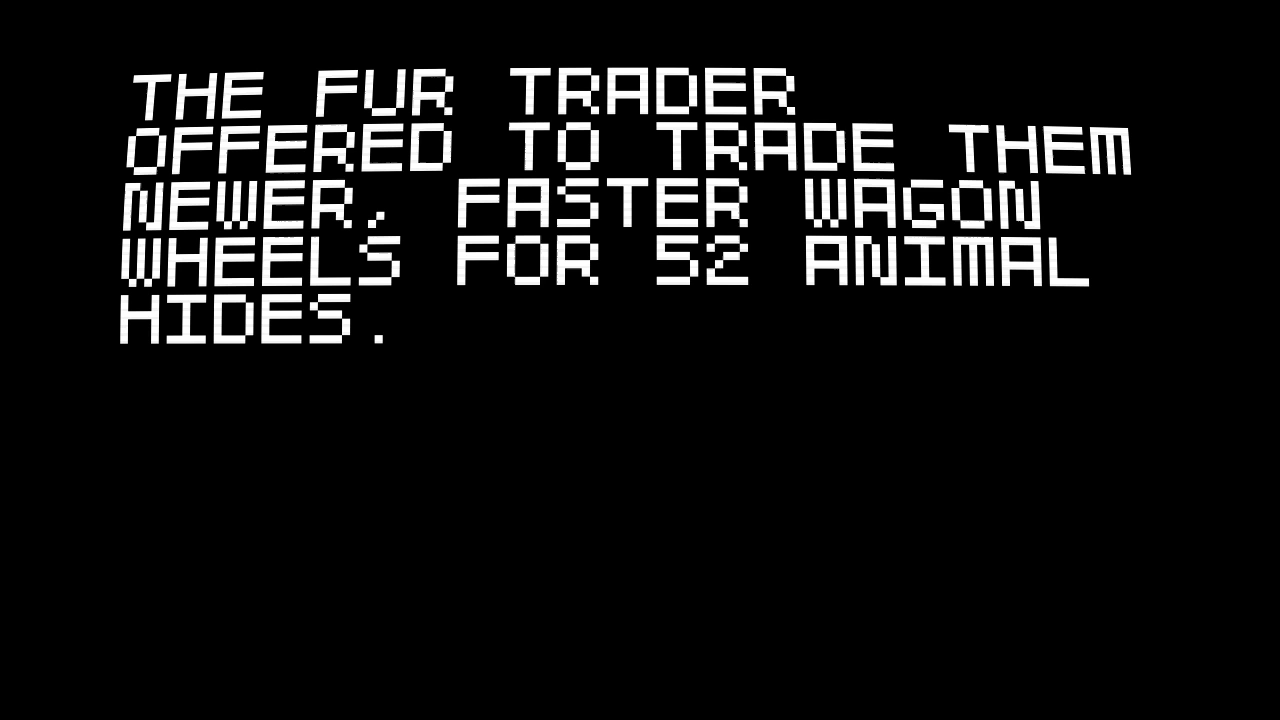 THE FUR TRADER
OFFERED TO TRADE THEM
NEWER, FASTER WAGON
WHEELS FOR 52 ANIMAL
HIDES.